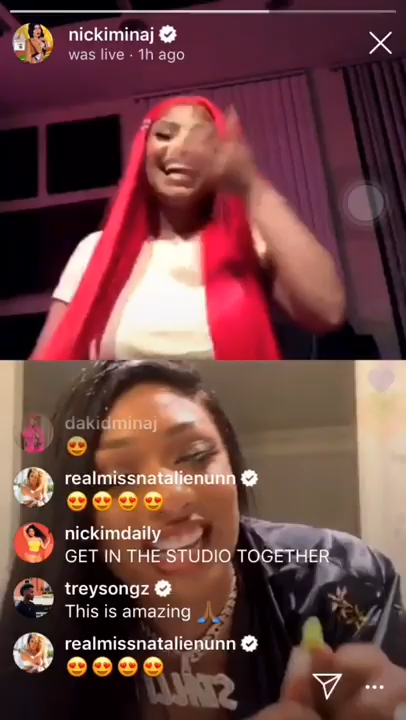 nickiminaj
was live · 1h ago
dakidminaj
😍
realmissnatalienunn
😍😍😍😍
nickimdaily
GET IN THE STUDIO TOGETHER
treysongz
This is amazing 🙏🏾
realmissnatalienunn
😍😍😍😍